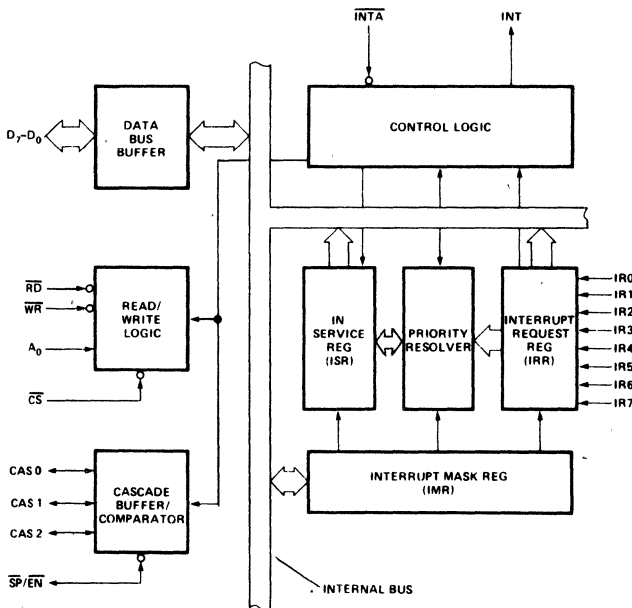 INTA
INT
D7-D0
DATA
BUS
BUFFER
CONTROL LOGIC
RD
WR
A0
CS
READ/
WRITE
LOGIC
IN
SERVICE
REG
(ISR)
PRIORITY
RESOLVER
INTERRUPT
REQUEST
REG
(IRR)
IR0
IR1
IR2
IR3
IR4
IR5
IR6
IR7
CAS 0
CAS 1
CAS 2
SP/EN
CASCADE
BUFFER/
COMPARATOR
INTERRUPT MASK REG
(IMR)
INTERNAL BUS